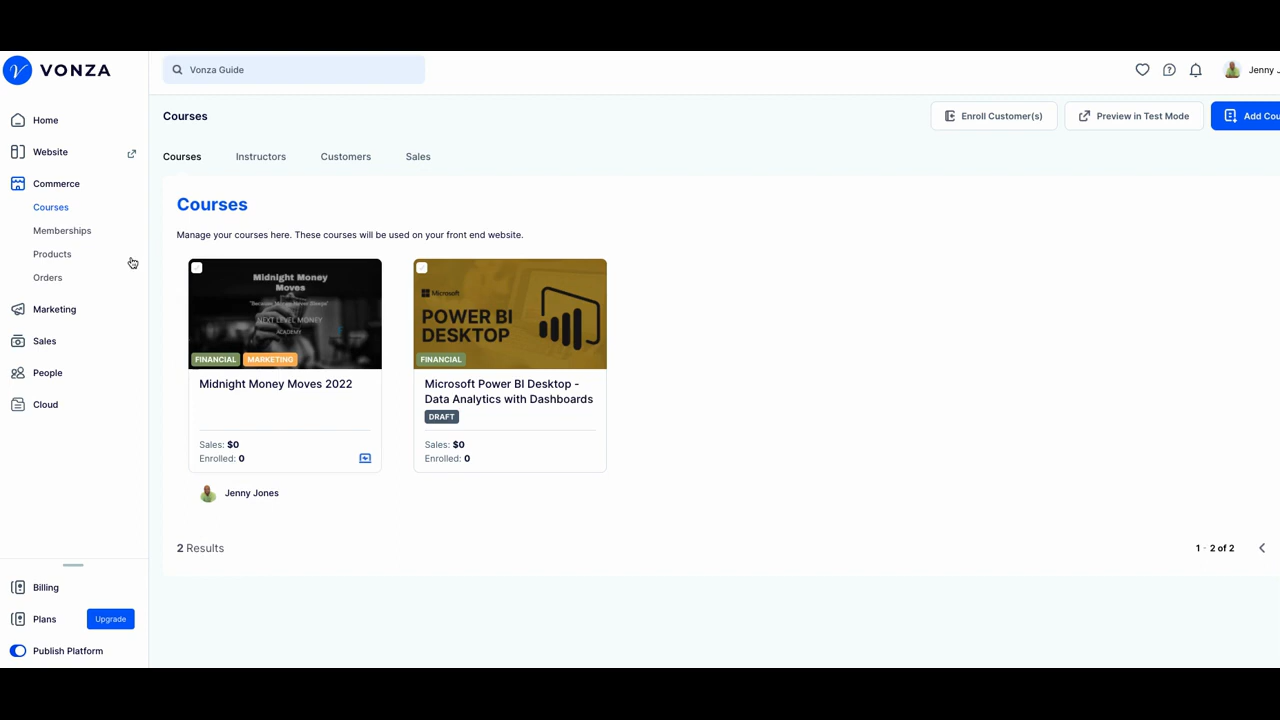 VONZA
Vonza Guide
Jenny J
Home
Website
Commerce
Courses
Memberships
Products
Orders
Marketing
Sales
People
Cloud
Billing
Plans
Upgrade
Publish Platform
Courses
Enroll Customer(s)
Preview in Test Mode
Add Cou
Courses
Instructors
Customers
Sales
Courses
Manage your courses here. These courses will be used on your front end website.
Midnight Money
Moves
NEXT LEVEL MONEY
ACADEMY
FINANCIAL
MARKETING
Midnight Money Moves 2022
Sales: $0
Enrolled: 0
Jenny Jones
Microsoft
POWER BI
DESKTOP
FINANCIAL
Microsoft Power BI Desktop -
Data Analytics with Dashboards
DRAFT
Sales: $0
Enrolled: 0
2 Results
1 - 2 of 2